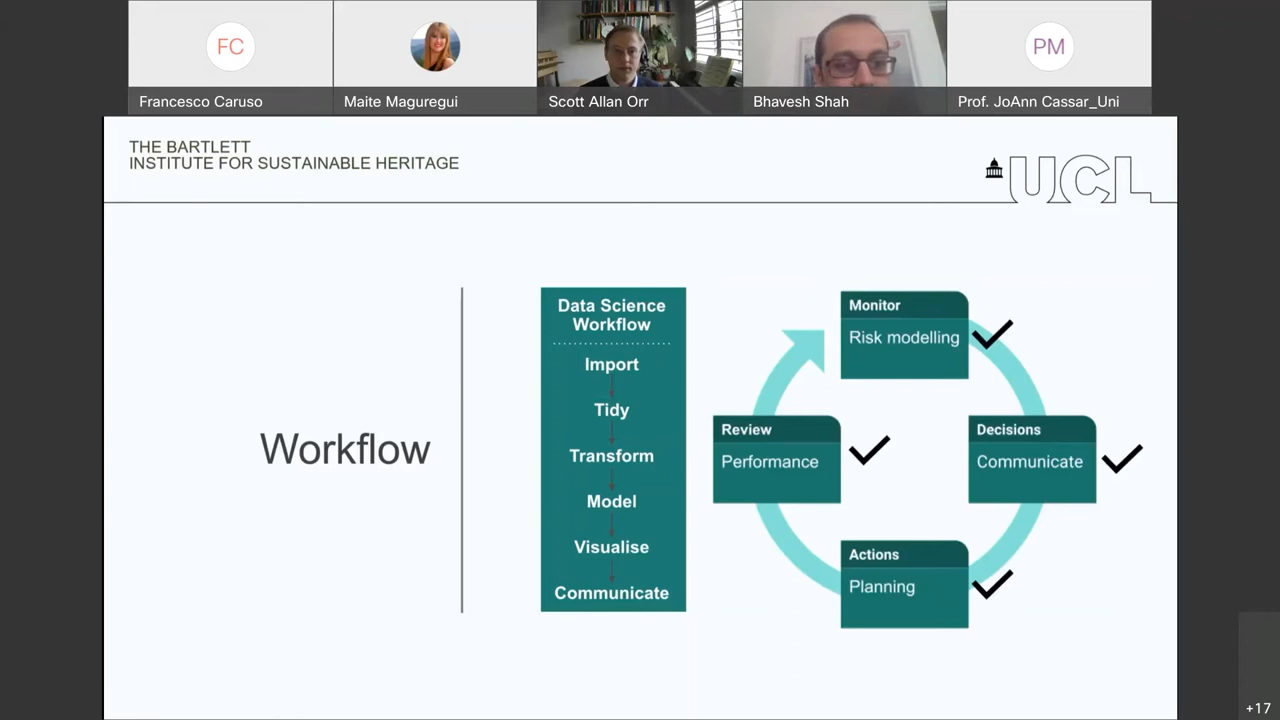 FC
PM
Francesco Caruso
Maite Maguregui
Scott Allan Orr
Bhavesh Shah
Prof. JoAnn Cassar_Uni
THE BARTLETT
INSTITUTE FOR SUSTAINABLE HERITAGE
UCL
Workflow
Data Science
Workflow
Import
Tidy
Transform
Model
Visualise
Communicate
Monitor
Risk modelling
Review
Performance
Decisions
Communicate
Actions
Planning
+17